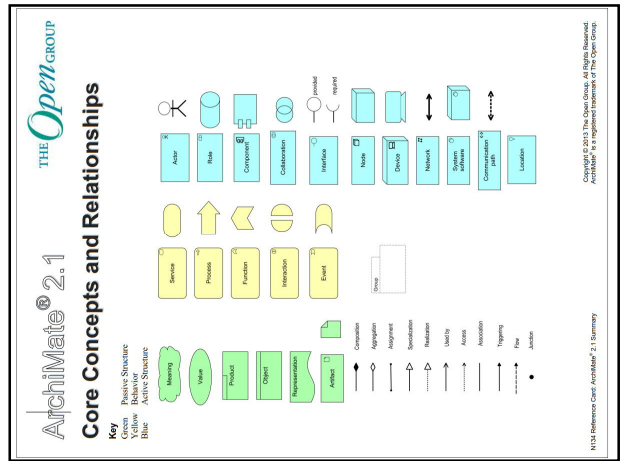 ArchiMate® 2.1
THE Open GROUP
Core Concepts and Relationships
Key
Green Passive Structure
Yellow Behavior
Blue Active Structure
Meaning
Value
Product
Object
Representation
Artifact
Composition
Aggregation
Assignment
Specialization
Realization
Used by
Access
Association
Triggering
Flow
Junction
Service
Process
Function
Interaction
Event
Group
Actor
Role
Component
Collaboration
Interface
provided
required
Node
Device
Network
System
software
Communication
path
Location
N134 Reference Card: ArchiMate® 2.1 Summary
Copyright © 2013 The Open Group. All Rights Reserved.
ArchiMate® is a registered trademark of The Open Group.